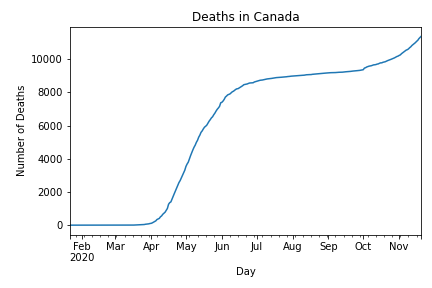 Deaths in Canada
Number of Deaths
10000
8000
6000
4000
2000
0
Feb Mar Apr May Jun Jul Aug Sep Oct Nov
2020
Day